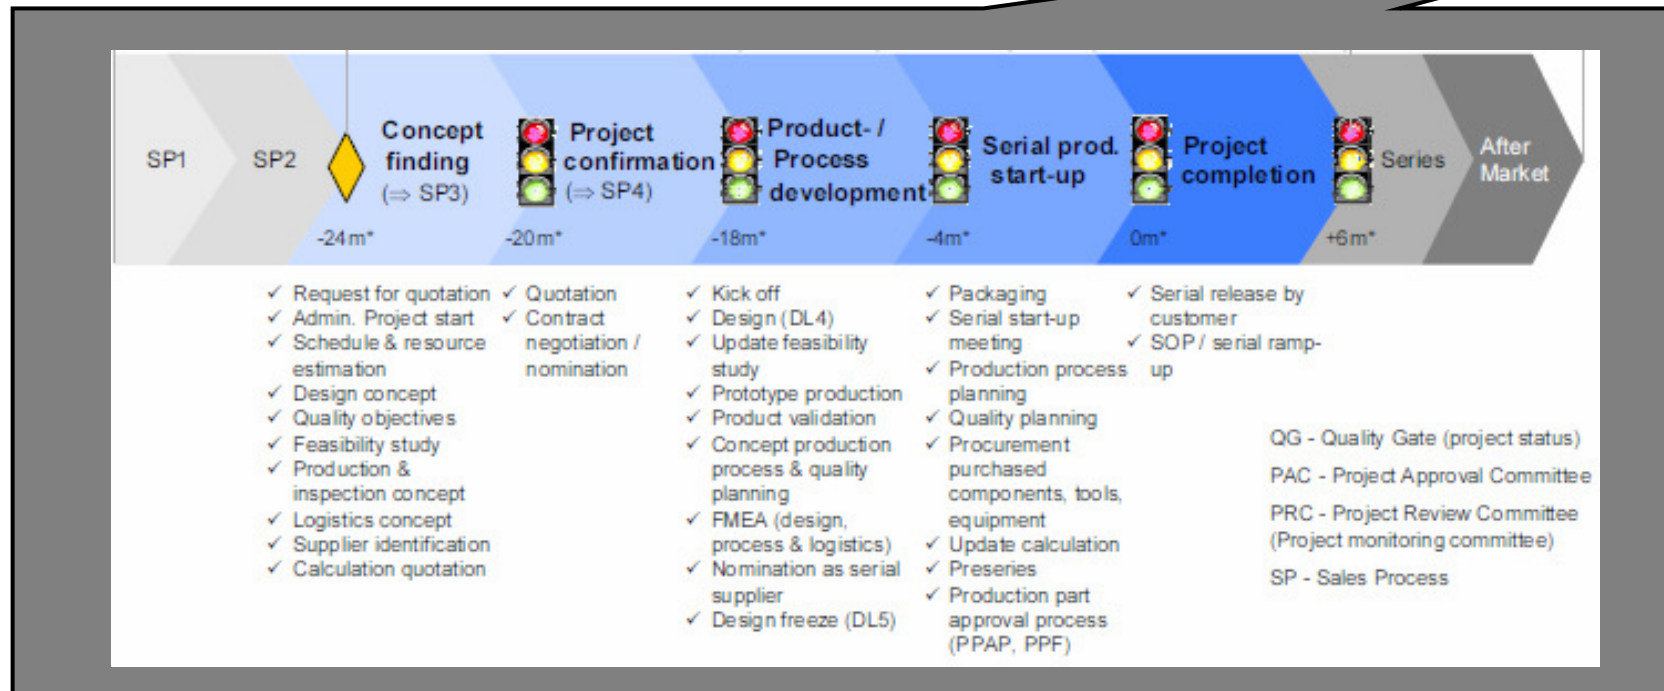 SP1
SP2
Concept
finding
(⇒ SP3)
Project
confirmation
(⇒ SP4)
Product- /
Process
development
Serial prod.
start-up
Project
completion
Series
After
Market
-24m*
-20m*
-18m*
-4m*
0m*
+6m*
✓ Request for quotation
✓ Admin. Project start
✓ Schedule & resource
estimation
✓ Design concept
✓ Quality objectives
✓ Feasibility study
✓ Production &
inspection concept
✓ Logistics concept
✓ Supplier identification
✓ Calculation quotation
✓ Quotation
✓ Contract
negotiation /
nomination
✓ Kick off
✓ Design (DL4)
✓ Update feasibility
study
✓ Prototype production
✓ Product validation
✓ Concept production
process & quality
planning
✓ FMEA (design,
process & logistics)
✓ Nomination as serial
supplier
✓ Design freeze (DL5)
✓ Packaging
✓ Serial start-up
meeting
✓ Production process
planning
✓ Quality planning
✓ Procurement
purchased
components, tools,
equipment
✓ Update calculation
✓ Preseries
✓ Production part
approval process
(PPAP, PPF)
✓ Serial release by
customer
✓ SOP / serial ramp-
up
QG - Quality Gate (project status)
PAC - Project Approval Committee
PRC - Project Review Committee
(Project monitoring committee)
SP - Sales Process